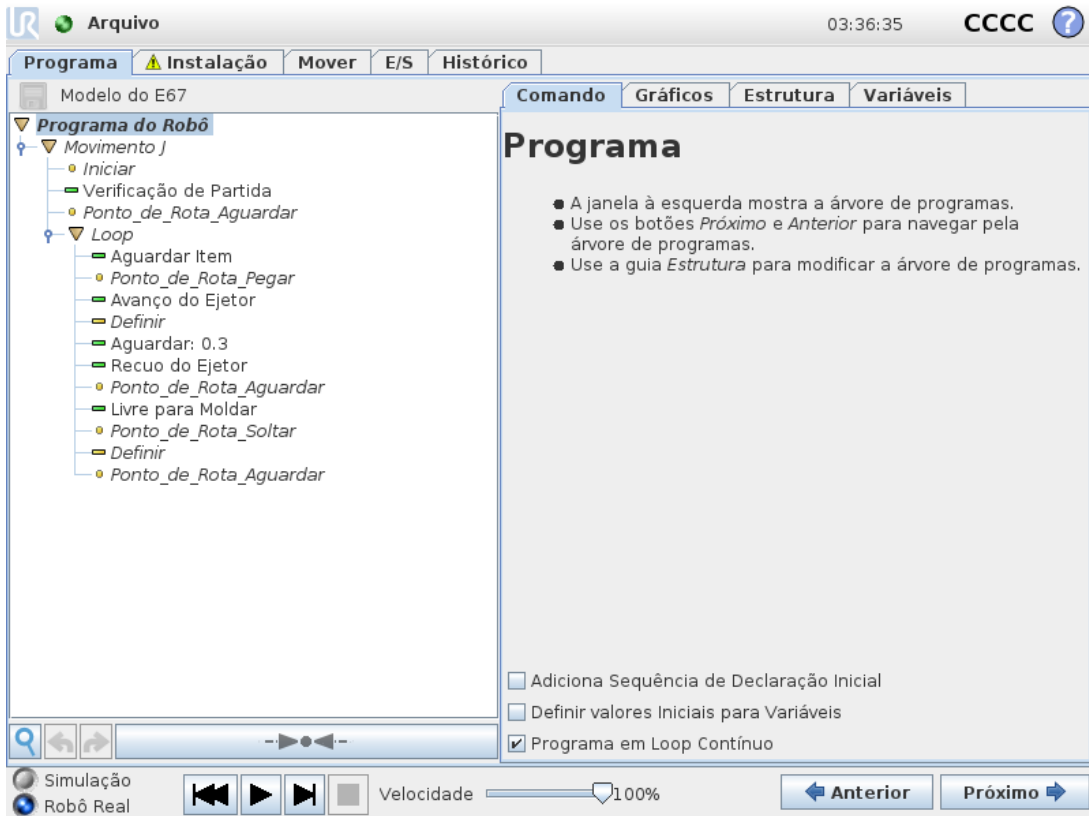 UR Arquivo 03:36:35 CCCC ?
Programa Instalação Mover E/S Histórico
Modelo do E67
Programa do Robô
Movimento J
Iniciar
Verificação de Partida
Ponto_de_Rota_Aguardar
Loop
Aguardar Item
Ponto_de_Rota_Pegar
Avanço do Ejetor
Definir
Aguardar: 0.3
Recuo do Ejetor
Ponto_de_Rota_Aguardar
Livre para Moldar
Ponto_de_Rota_Soltar
Definir
Ponto_de_Rota_Aguardar
Comando Gráficos Estrutura Variáveis
Programa
A janela à esquerda mostra a árvore de programas.
Use os botões Próximo e Anterior para navegar pela
árvore de programas.
Use a guia Estrutura para modificar a árvore de programas.
Adiciona Sequência de Declaração Inicial
Definir valores Iniciais para Variáveis
Programa em Loop Contínuo
Simulação
Robô Real
Velocidade 100%
Anterior Próximo